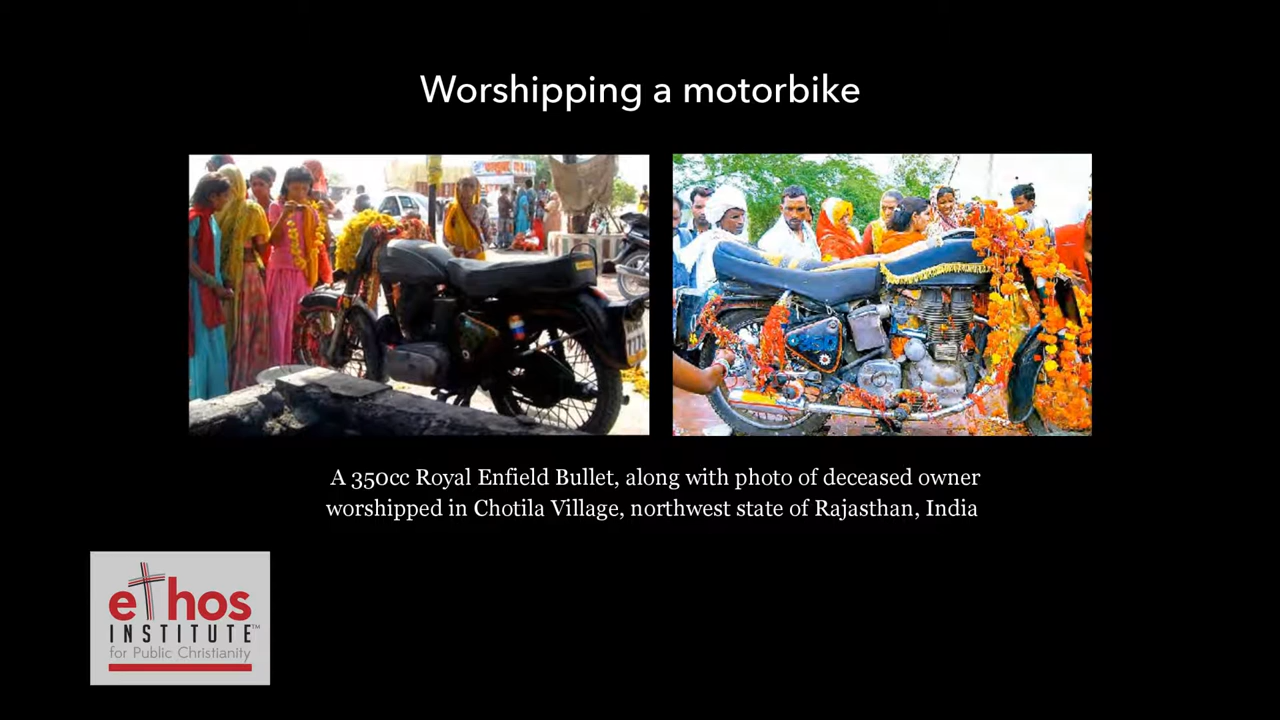 Worshipping a motorbike
A 350cc Royal Enfield Bullet, along with photo of deceased owner
worshipped in Chotila Village, northwest state of Rajasthan, India
ethos
INSTITUTE™
for Public Christianity